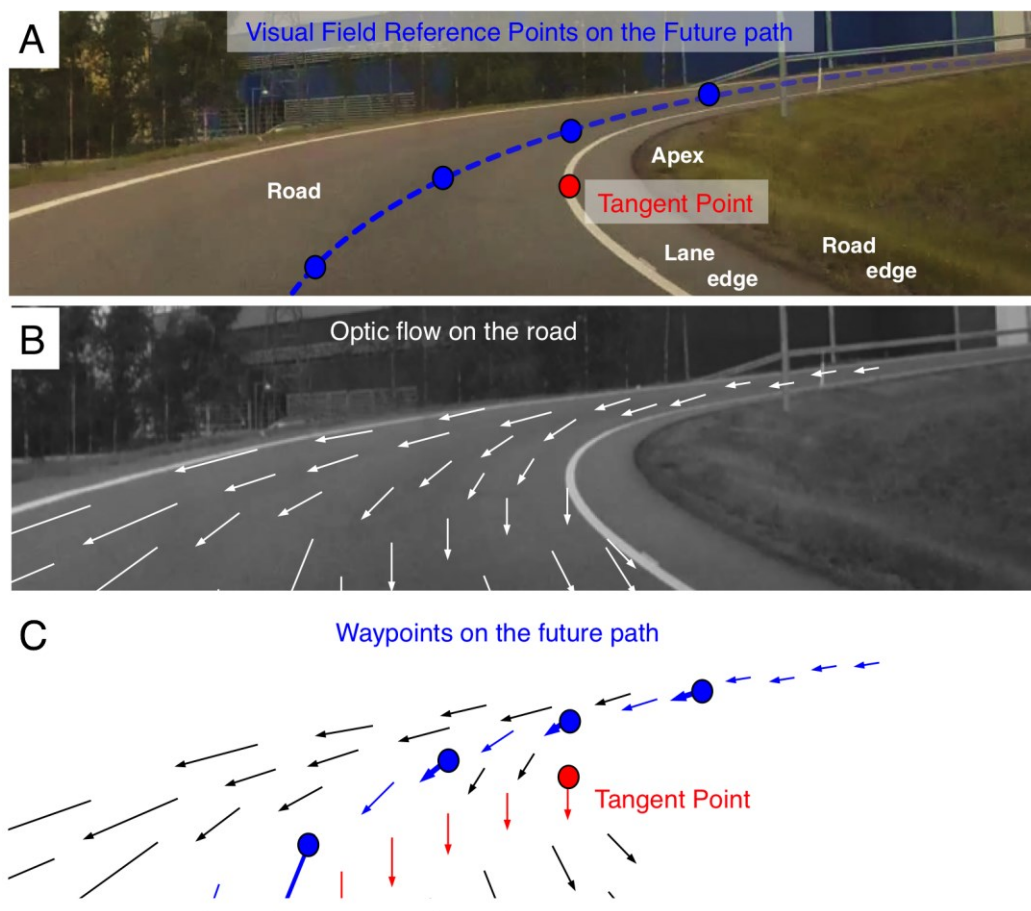 A
Visual Field Reference Points on the Future path
Road
Apex
Tangent Point
Lane
edge
Road
edge
B
Optic flow on the road
C
Waypoints on the future path
Tangent Point